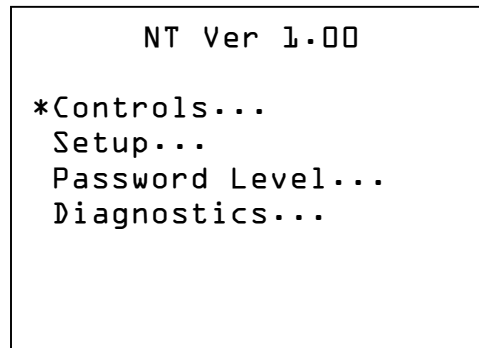 NT Ver 1.00
*Controls...
Setup...
Password Level...
Diagnostics...